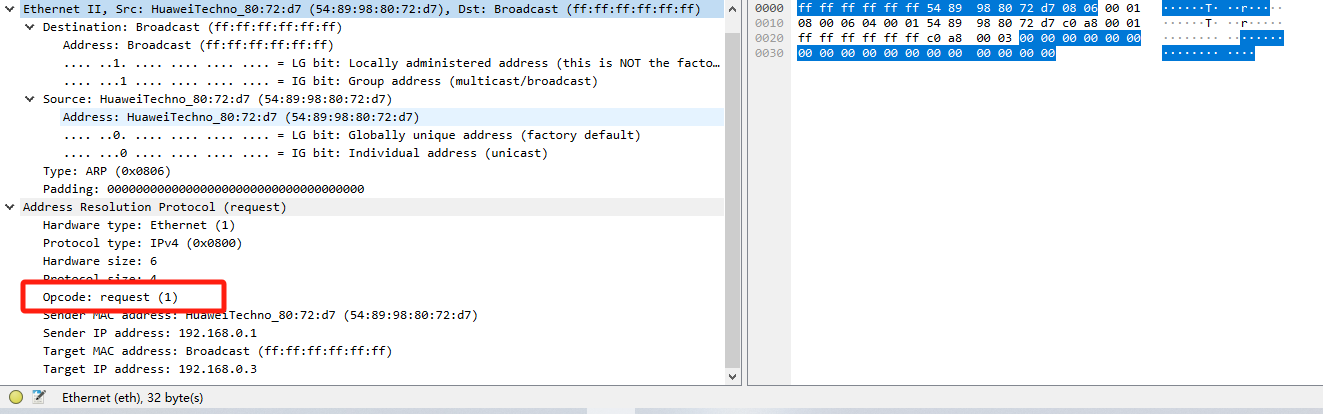 Ethernet II, Src: HuaweiTechno_80:72:d7 (54:89:98:80:72:d7), Dst: Broadcast (ff:ff:ff:ff:ff:ff)
Destination: Broadcast (ff:ff:ff:ff:ff:ff)
Address: Broadcast (ff:ff:ff:ff:ff:ff)
.... ..1. .... .... .... .... = LG bit: Locally administered address (this is NOT the facto…
.... ...1 .... .... .... .... = IG bit: Group address (multicast/broadcast)
Source: HuaweiTechno_80:72:d7 (54:89:98:80:72:d7)
Address: HuaweiTechno_80:72:d7 (54:89:98:80:72:d7)
.... ..0. .... .... .... .... = LG bit: Globally unique address (factory default)
.... ...0 .... .... .... .... = IG bit: Individual address (unicast)
Type: ARP (0x0806)
Padding: 000000000000000000000000000000000000
Address Resolution Protocol (request)
Hardware type: Ethernet (1)
Protocol type: IPv4 (0x0800)
Hardware size: 6
Protocol size: 4
Opcode: request (1)
Sender MAC address: HuaweiTechno_80:72:d7 (54:89:98:80:72:d7)
Sender IP address: 192.168.0.1
Target MAC address: Broadcast (ff:ff:ff:ff:ff:ff)
Target IP address: 192.168.0.3
0000 ff ff ff ff ff ff 54 89 98 80 72 d7 08 06 00 01 ······T· ··r·····
0010 08 00 06 04 00 01 54 89 98 80 72 d7 c0 a8 00 01 ······T· ··r·····
0020 ff ff ff ff ff ff c0 a8 00 03 00 00 00 00 00 00 ········ ········
0030 00 00 00 00 00 00 00 00 00 00 00 00 ········ ····
Ethernet (eth), 32 byte(s)